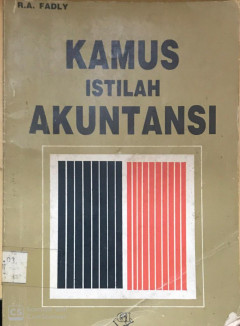 R.A. FADLY
KAMUS
ISTILAH
AKUNTANSI